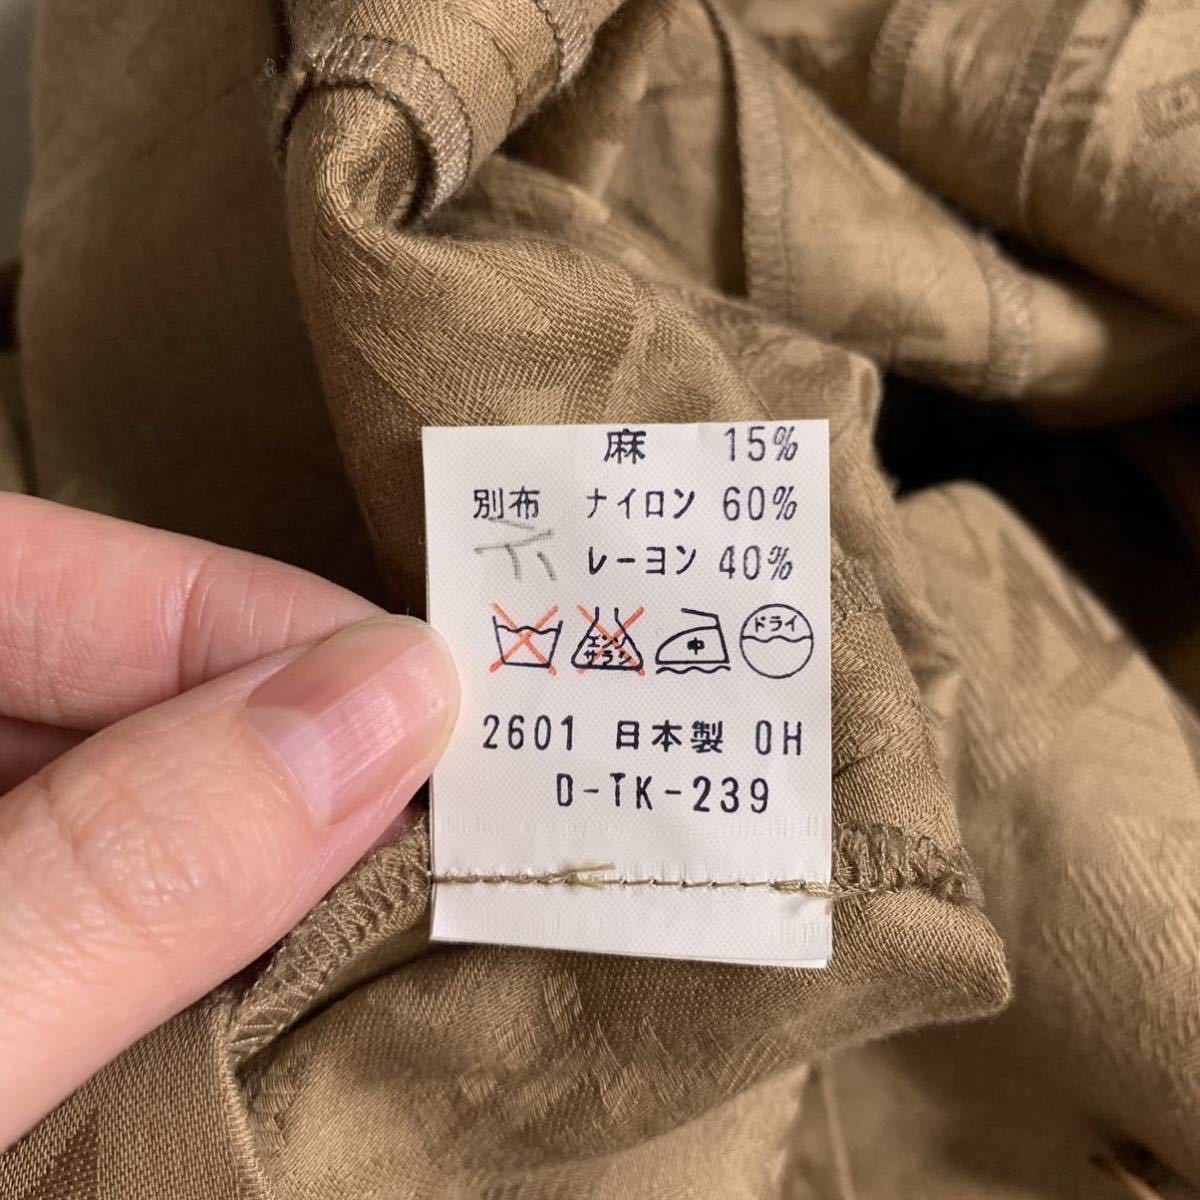 麻 15%
別布 ナイロン 60%
レーヨン 40%
エンソ
サラシ
中
ドライ
2601 日本製 OH
D-TK-239